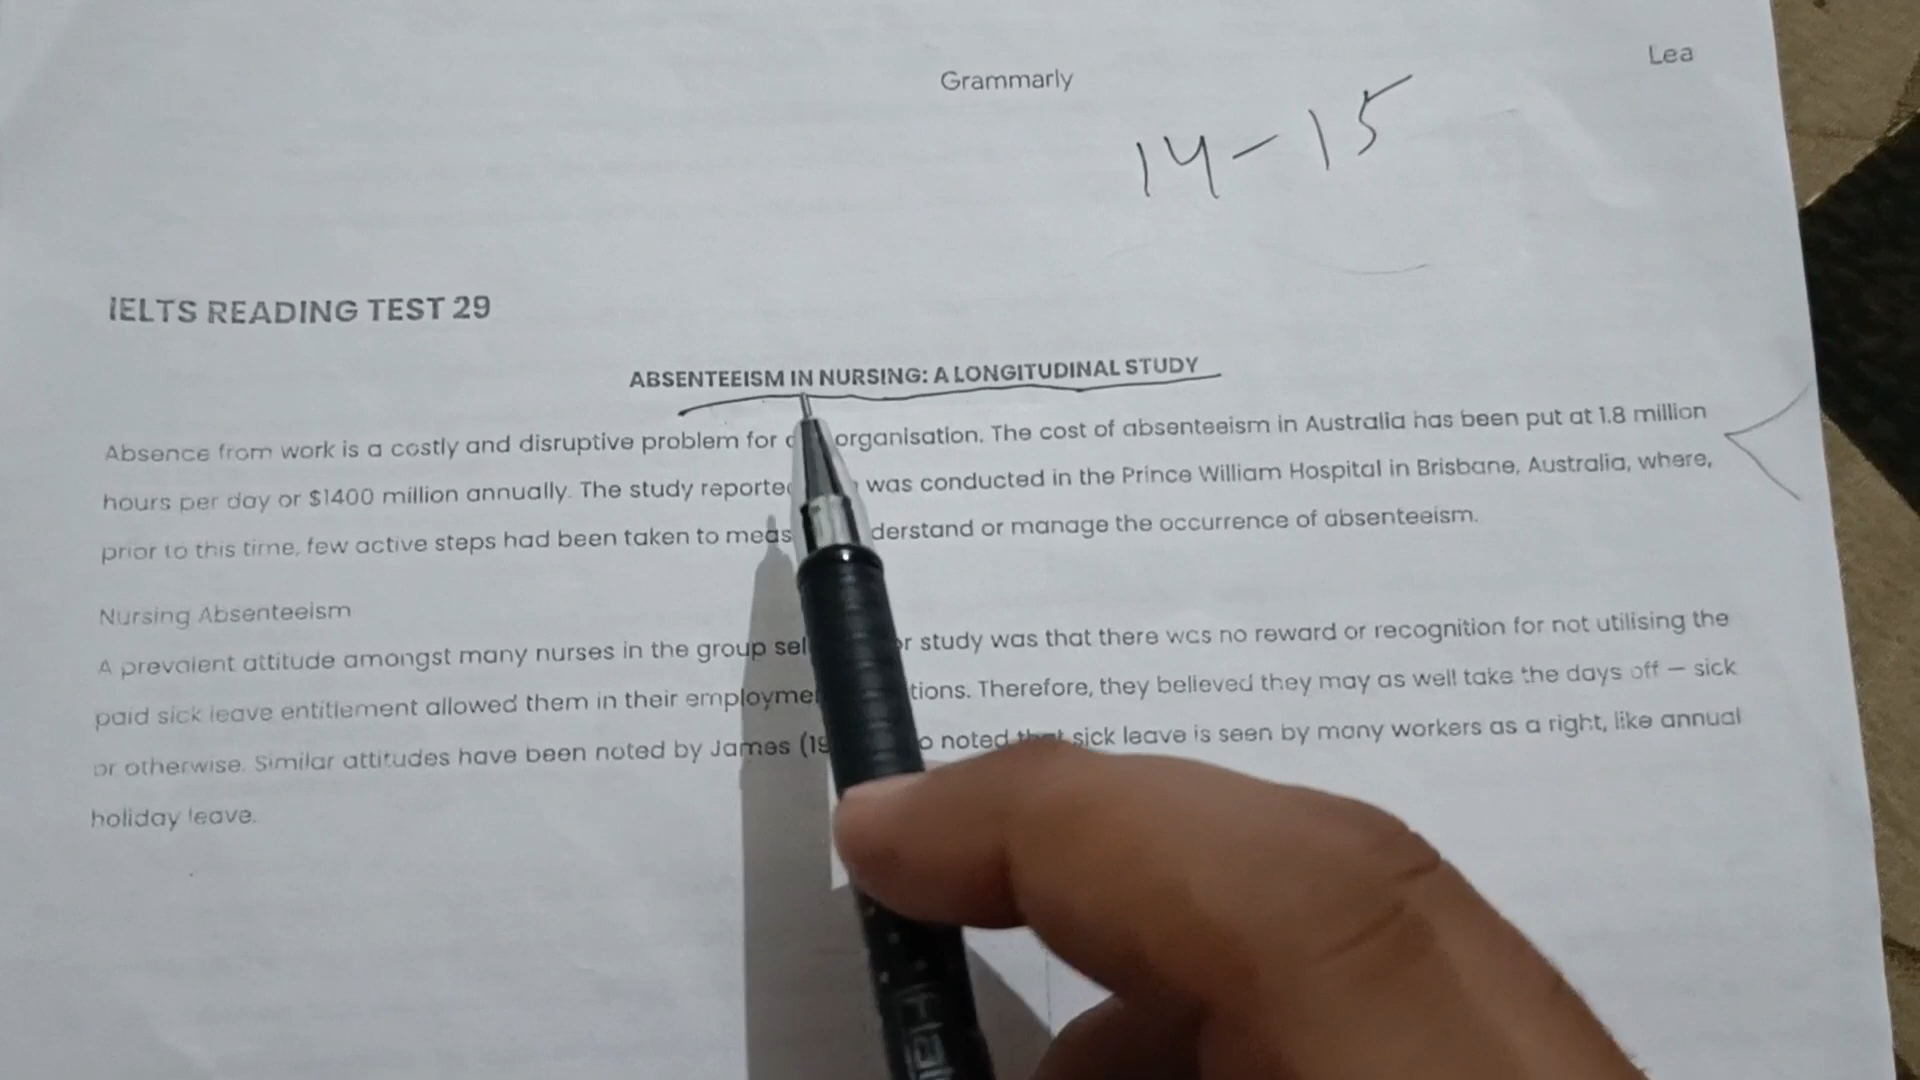 Grammarly
Lea
14-15
IELTS READING TEST 29
ABSENTEEISM IN NURSING: A LONGITUDINAL STUDY
Absence from work is a costly and disruptive problem for organisation. The cost of absenteeism in Australia has been put at 1.8 million
hours per day or $1400 million annually. The study was conducted in the Prince William Hospital in Brisbane, Australia, where,
prior to this time, few active steps had been taken to or manage the occurrence of absenteeism.
Nursing Absenteeism
A prevalent attitude amongst many nurses in the group study was that there was no reward or recognition for not utilising the
paid sick leave entitlement allowed them in their Therefore, they believed they may as well take the days off – sick
or otherwise. Similar attitudes have been noted by James noted that sick leave is seen by many workers as a right, like annual
holiday leave.